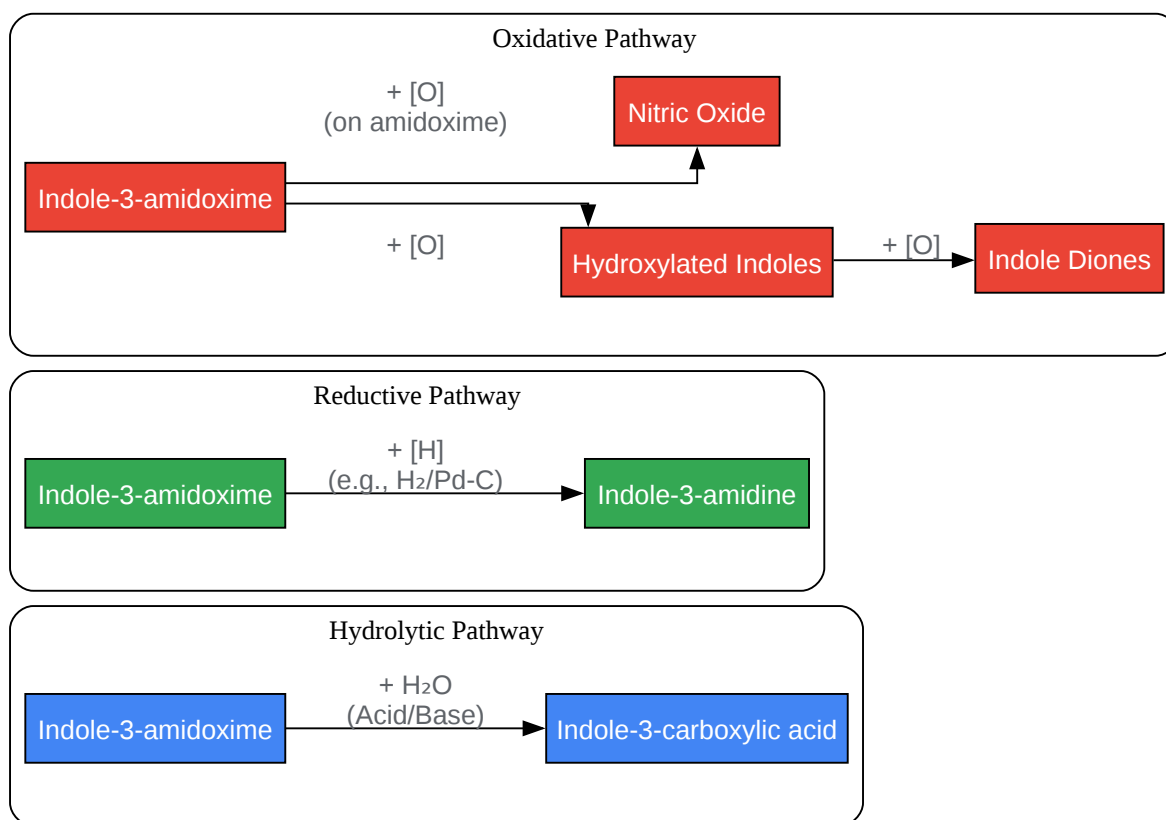 Oxidative Pathway
+ [O]
(on amidoxime)
Nitric Oxide
Indole-3-amidoxime
+ [O]
Hydroxylated Indoles
+ [O]
Indole Diones
Reductive Pathway
+ [H]
(e.g., H₂/Pd-C)
Indole-3-amidoxime
Indole-3-amidine
Hydrolytic Pathway
+ H₂O
(Acid/Base)
Indole-3-amidoxime
Indole-3-carboxylic acid